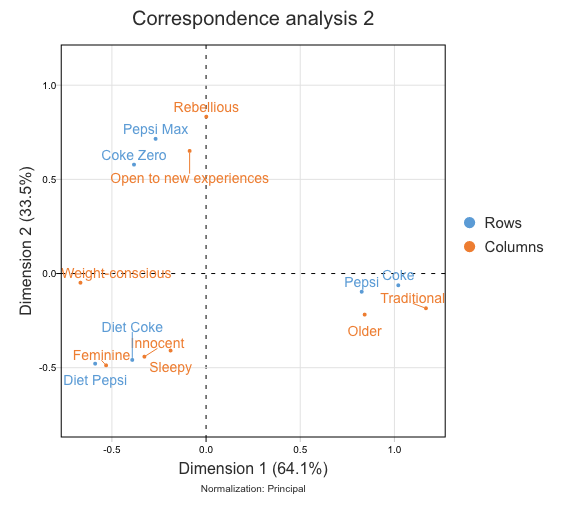 Correspondence analysis 2
1.0
0.5
0.0
-0.5
Dimension 2 (33.5%)
Rebellious
Pepsi Max
Coke Zero
Open to new experiences
Weight-conscious
Pepsi
Coke
Traditional
Older
Diet Coke
Innocent
Feminine
Sleepy
Diet Pepsi
Rows
Columns
-0.5
0.0
0.5
1.0
Dimension 1 (64.1%)
Normalization: Principal